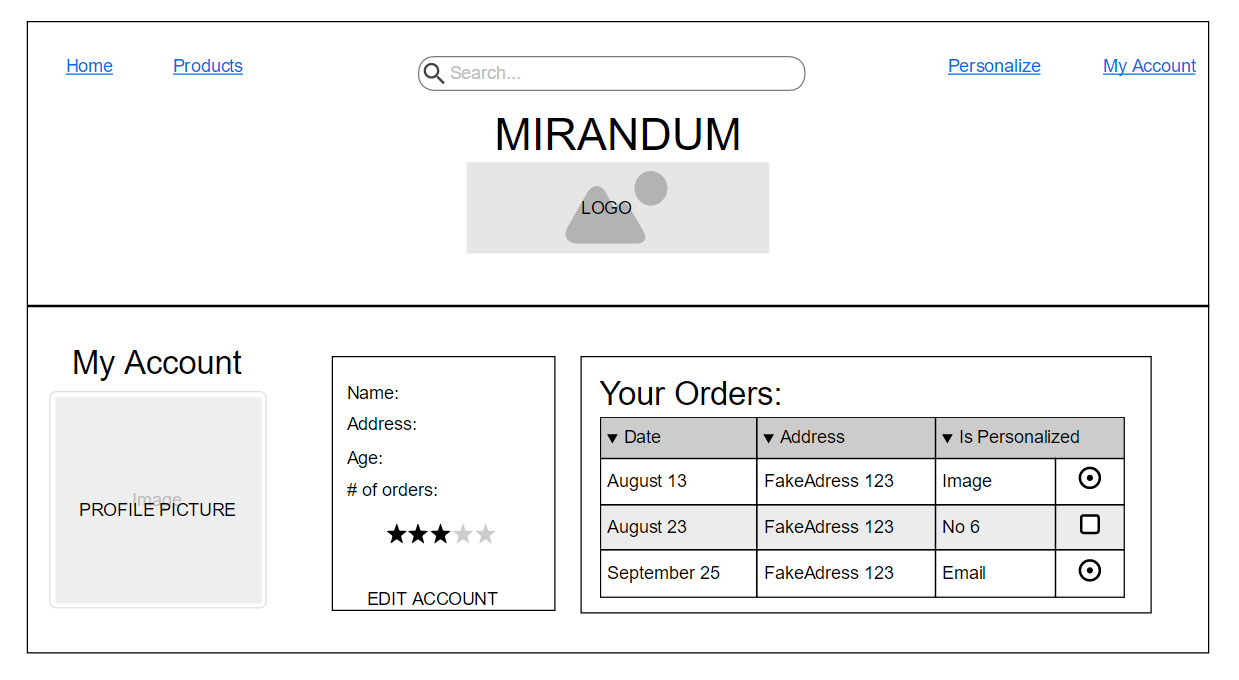 Home Products Search... Personalize My Account
MIRANDUM
LOGO
My Account
Image
PROFILE PICTURE
Name:
Address:
Age:
# of orders:
EDIT ACCOUNT
Your Orders:
▼ Date ▼ Address ▼ Is Personalized
August 13 FakeAdress 123 Image
August 23 FakeAdress 123 No 6
September 25 FakeAdress 123 Email